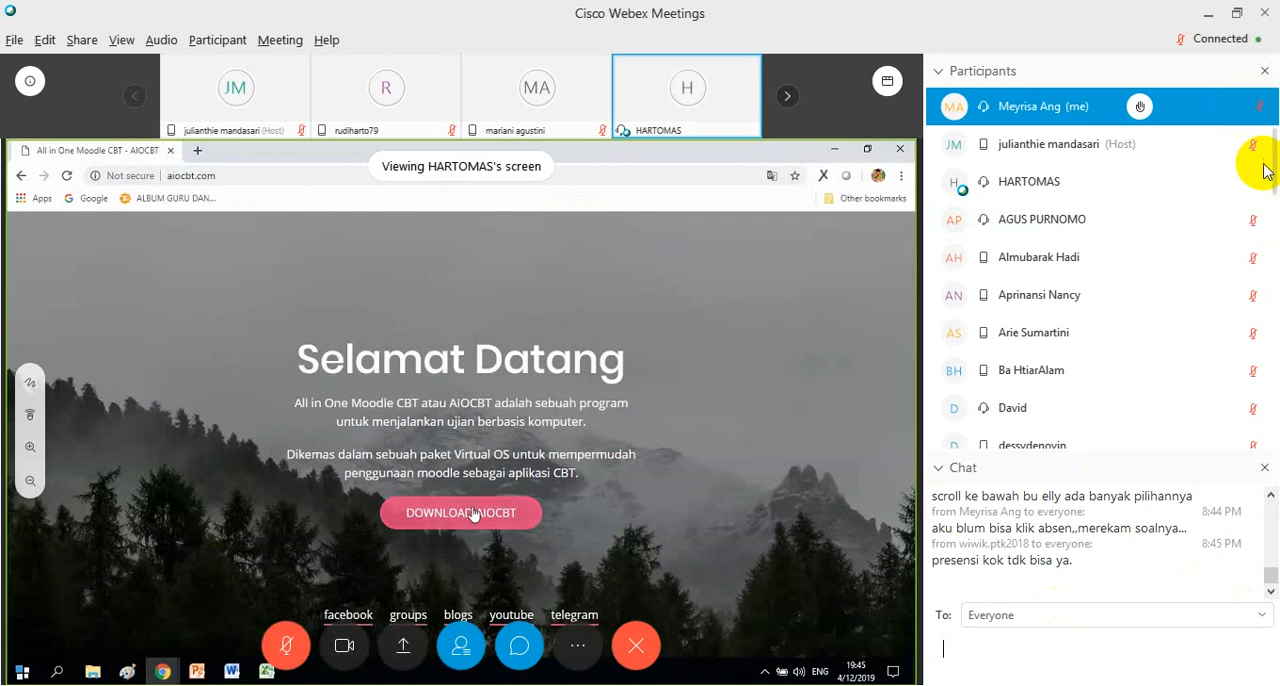 Cisco Webex Meetings
File Edit Share View Audio Participant Meeting Help
Connected
JM
R
MA
H
julianthie mandasari (Host)
rudiharto79
mariani agustini
HARTOMAS
All in One Moodle CBT - AIOCBT
Viewing HARTOMAS's screen
Not secure | aiocbt.com
Apps
Google
ALBUM GURU DAN...
Other bookmarks
Selamat Datang
All in One Moodle CBT atau AIOCBT adalah sebuah program
untuk menjalankan ujian berbasis komputer.
Dikemas dalam sebuah paket Virtual OS untuk mempermudah
penggunaan moodle sebagai aplikasi CBT.
DOWNLOAD AIOCBT
facebook groups blogs youtube telegram
ENG
19:45
4/12/2019
Participants
MA Meyrisa Ang (me)
JM julianthie mandasari (Host)
H HARTOMAS
AP AGUS PURNOMO
AH Almubarak Hadi
AN Aprinansi Nancy
AS Arie Sumartini
BH Ba HtiarAlam
D David
D dessydenovin
Chat
scroll ke bawah bu elly ada banyak pilihannya
from Meyrisa Ang to everyone: 8:44 PM
aku blum bisa klik absen,,merekam soalnya...
from wiwik.ptk2018 to everyone: 8:45 PM
presensi kok tdk bisa ya.
To: Everyone